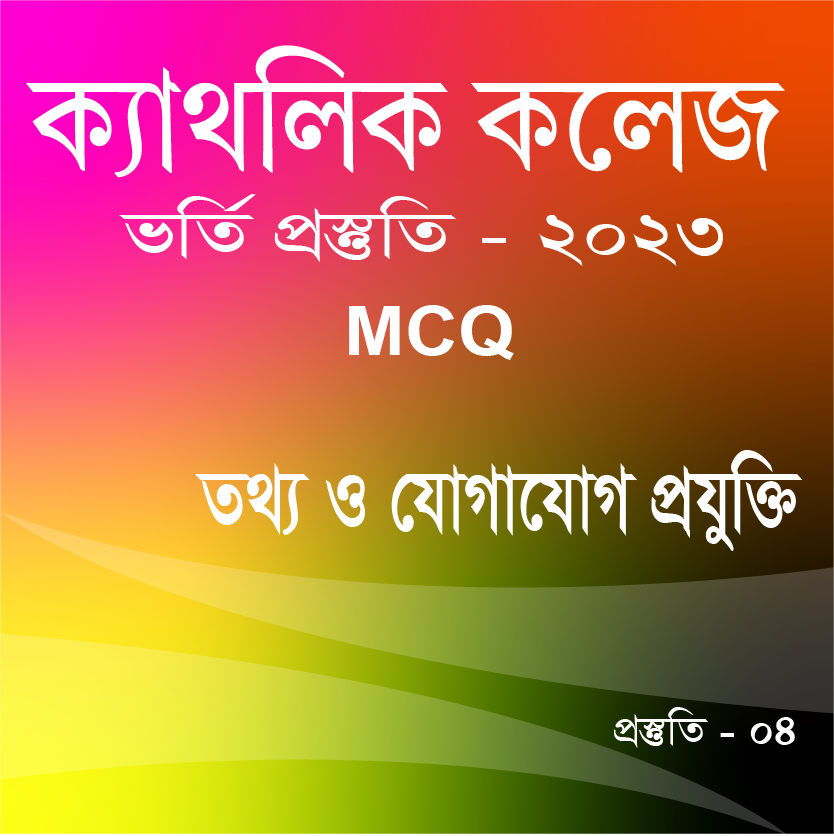 ক্যাথলিক কলেজ
ভর্তি প্রস্তুতি - ২০২৩
MCQ
তথ্য ও যোগাযোগ প্রযুক্তি
প্রস্তুতি - ০৪